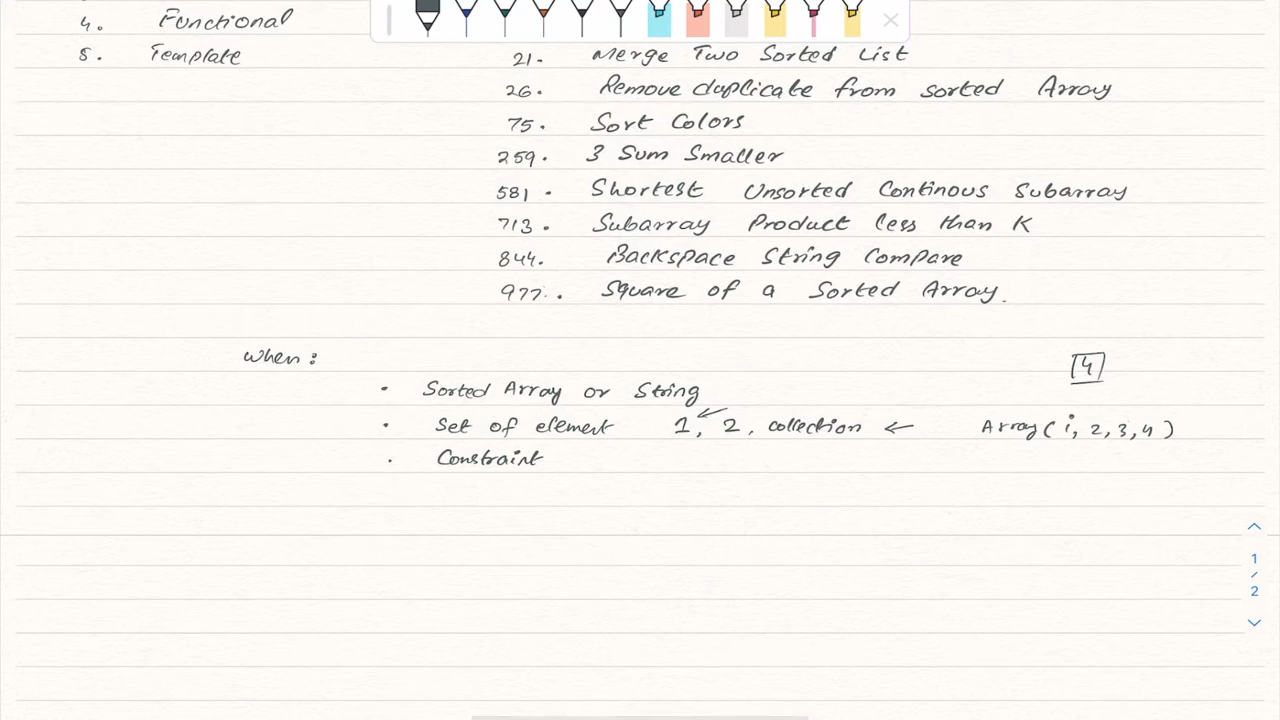 4. Functional
5. Template
21. Merge Two Sorted List
26. Remove duplicate from sorted Array
75. Sort Colors
259. 3 Sum Smaller
581. Shortest Unsorted Continous Subarray
713. Subarray Product less than K
844. Backspace String Compare
977. Square of a Sorted Array.
When:
4
• Sorted Array or String
• Set of element 1, 2, collection ← Array(1, 2, 3, 4)
• Constraint
1
/
2